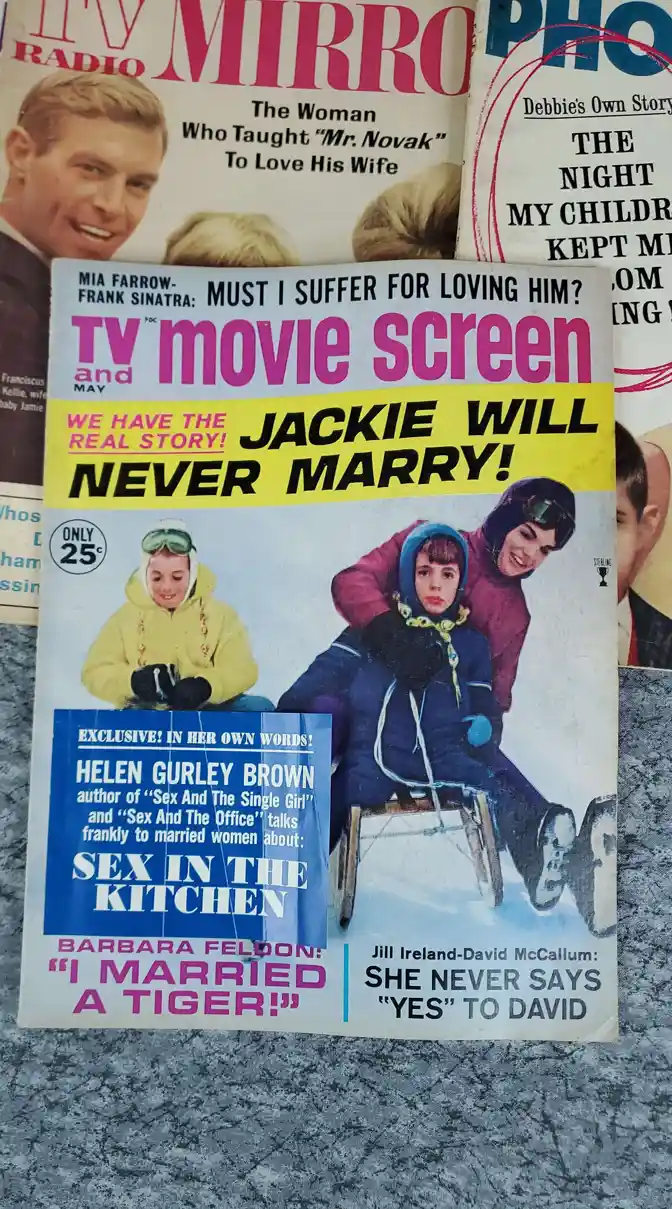 TV
RADIO MIRRO
The Woman
Who Taught "Mr. Novak"
To Love His Wife
Franciscus
Kellie, wife
baby Jamie
PHO
Debbie's Own Story
THE
NIGHT
MY CHILDR
KEPT ME
OM
ING!
MIA FARROW-
FRANK SINATRA: MUST I SUFFER FOR LOVING HIM?
TV and movie screen
MAY
WE HAVE THE
REAL STORY!
JACKIE WILL
NEVER MARRY!
ONLY
25c
STERLING
EXCLUSIVE! IN HER OWN WORDS!
HELEN GURLEY BROWN
author of "Sex And The Single Girl"
and "Sex And The Office" talks
frankly to married women about:
SEX IN THE
KITCHEN
BARBARA FELDON:
"I MARRIED
A TIGER!"
Jill Ireland-David McCallum:
SHE NEVER SAYS
"YES" TO DAVID